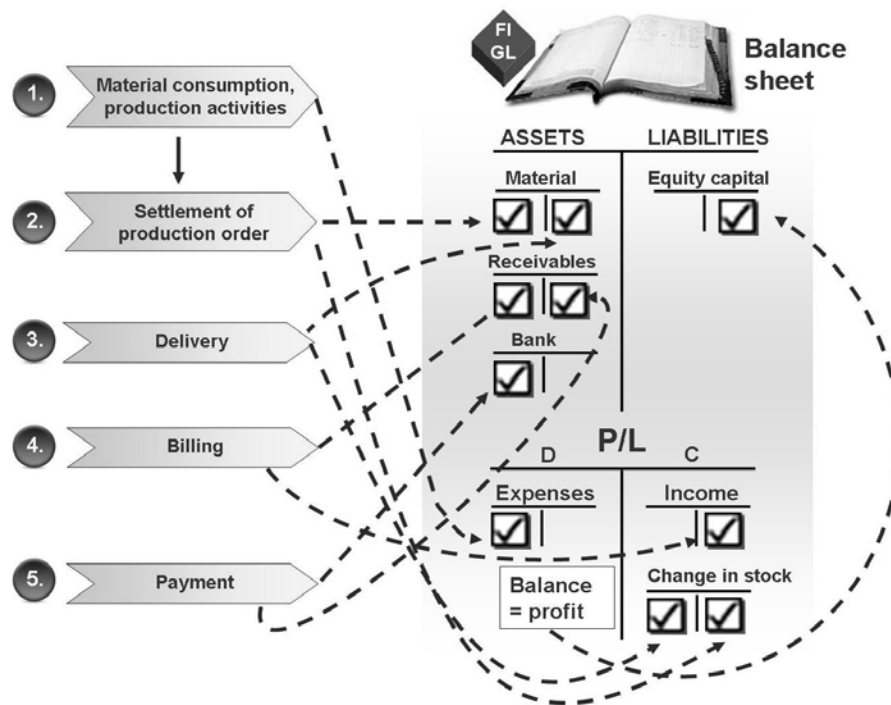 FI
GL
Balance
sheet
1.
Material consumption,
production activities
ASSETS
LIABILITIES
Material
Equity capital
2.
Settlement of
production order
Receivables
3.
Delivery
Bank
4.
Billing
P/L
D
C
Expenses
Income
5.
Payment
Balance
= profit
Change in stock